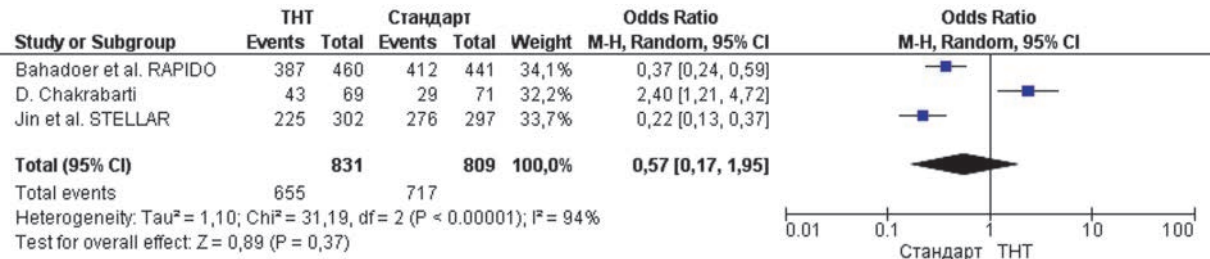 ТНТ Стандарт Odds Ratio Odds Ratio
Study or Subgroup Events Total Events Total Weight M-H, Random, 95% CI M-H, Random, 95% CI
Bahadoer et al. RAPIDO 387 460 412 441 34,1% 0,37 [0,24, 0,59]
D. Chakrabarti 43 69 29 71 32,2% 2,40 [1,21, 4,72]
Jin et al. STELLAR 225 302 276 297 33,7% 0,22 [0,13, 0,37]
Total (95% CI) 831 809 100,0% 0,57 [0,17, 1,95]
Total events 655 717
Heterogeneity: Tau² = 1,10; Chi² = 31,19, df = 2 (P < 0.00001); I² = 94%
Test for overall effect: Z = 0,89 (P = 0,37)
0.01 0.1 1 10 100
Стандарт ТНТ